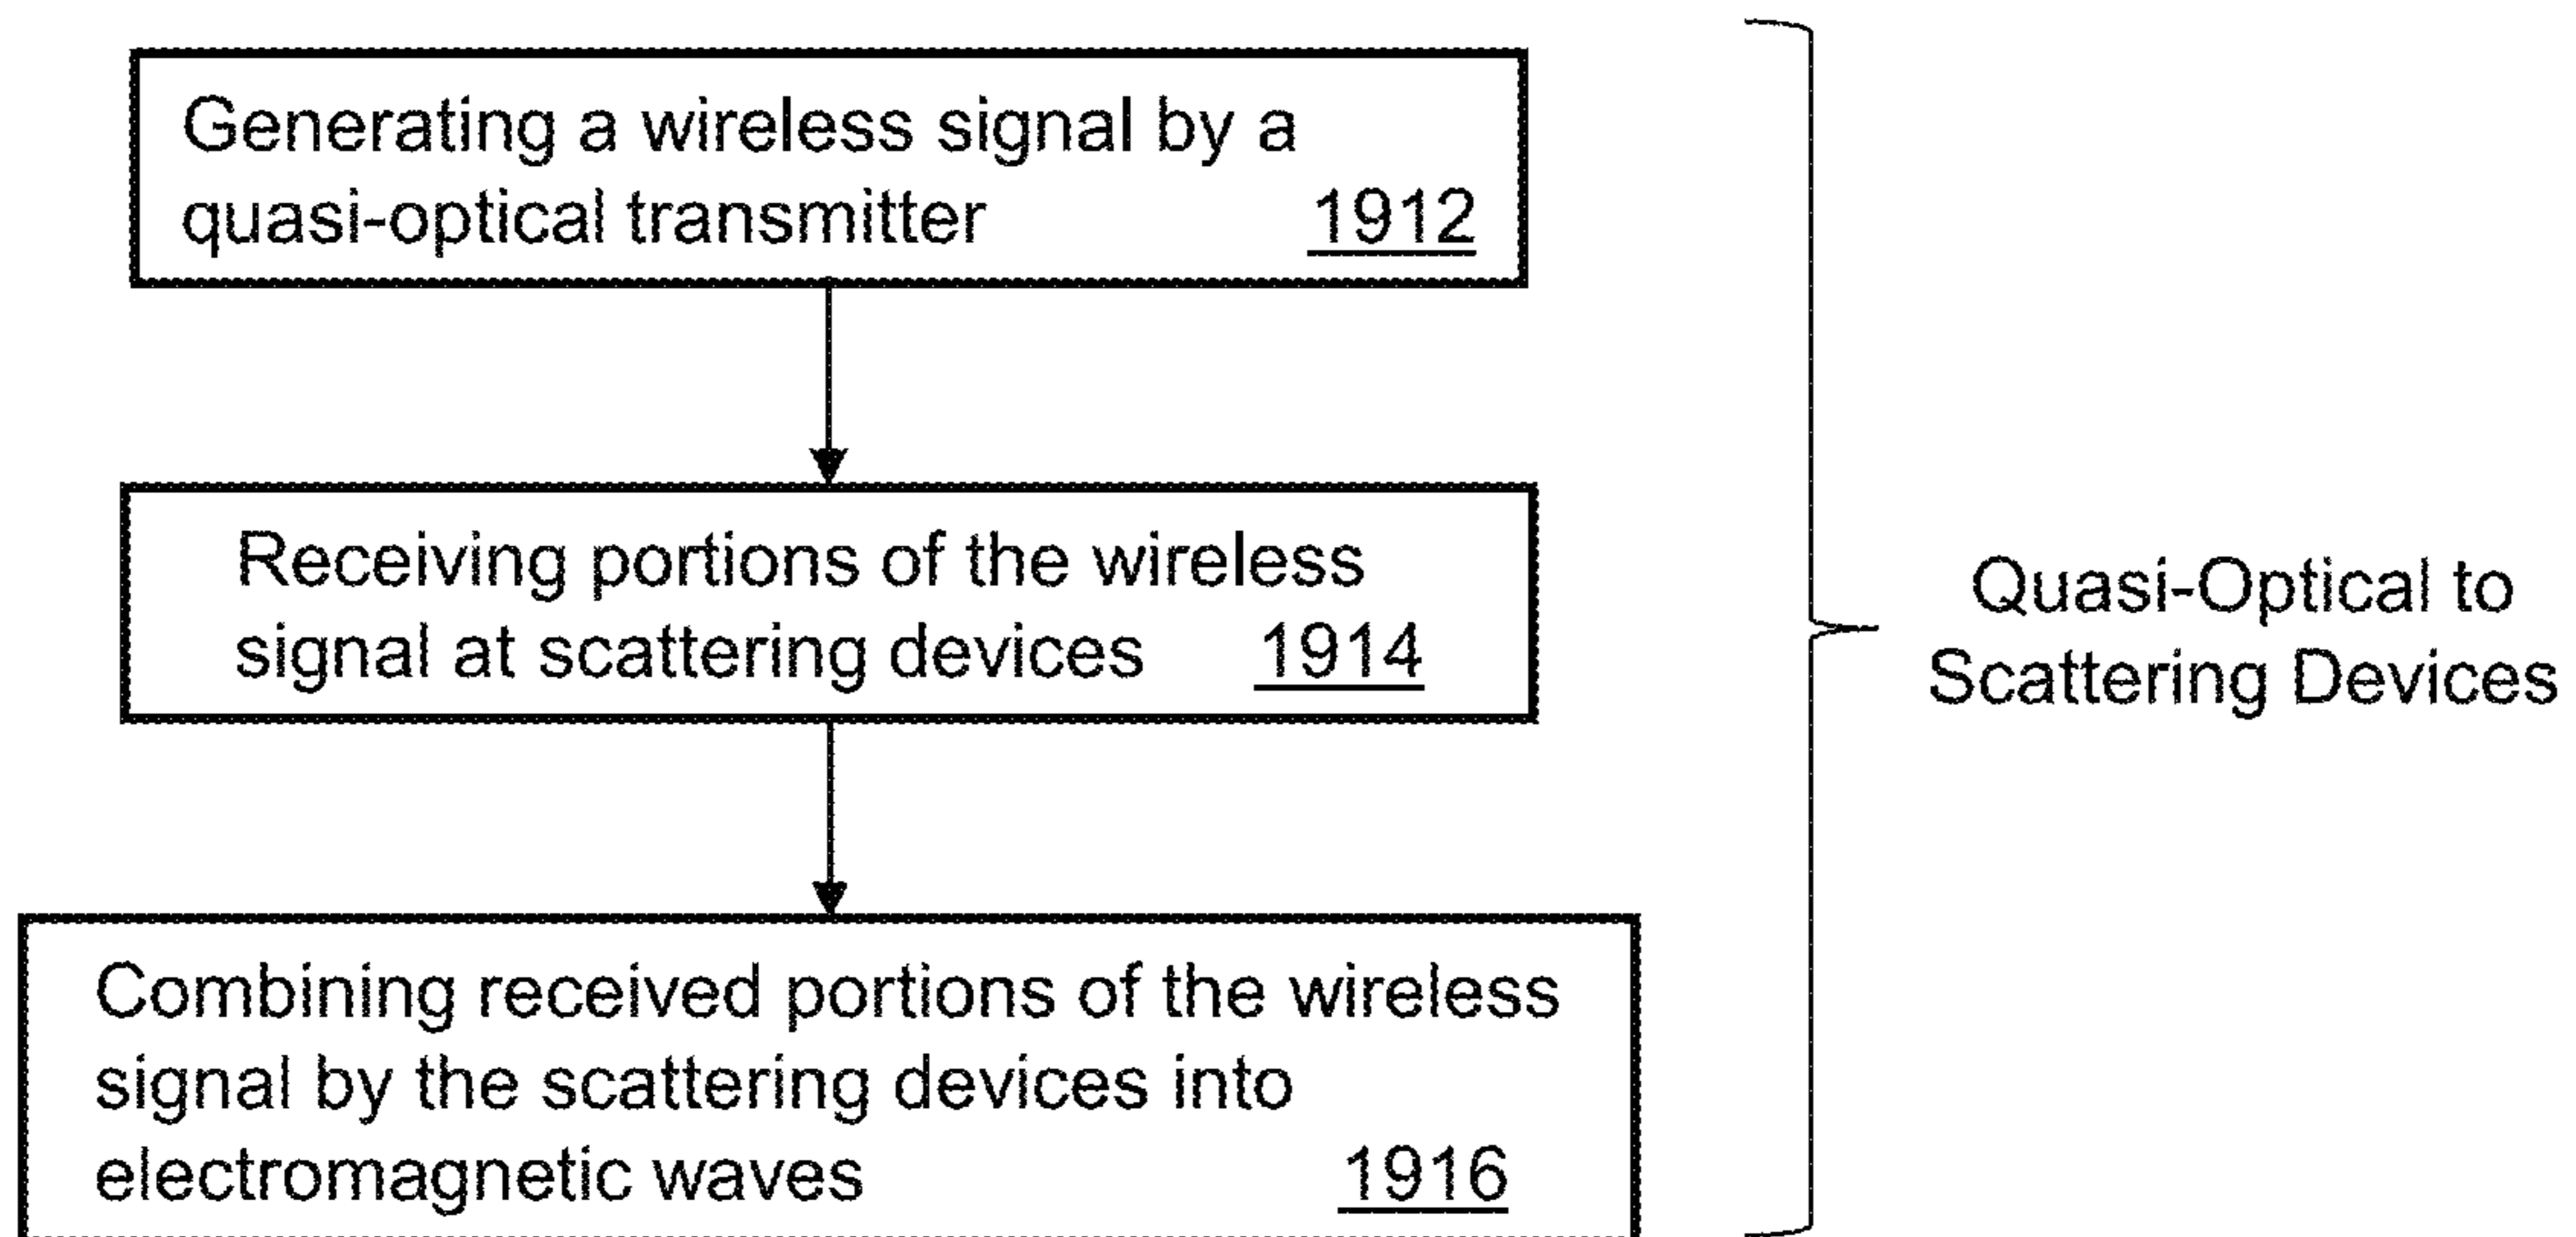 Generating a wireless signal by a
quasi-optical transmitter 1912
Receiving portions of the wireless
signal at scattering devices 1914
Combining received portions of the wireless
signal by the scattering devices into
electromagnetic waves 1916
Quasi-Optical to
Scattering Devices